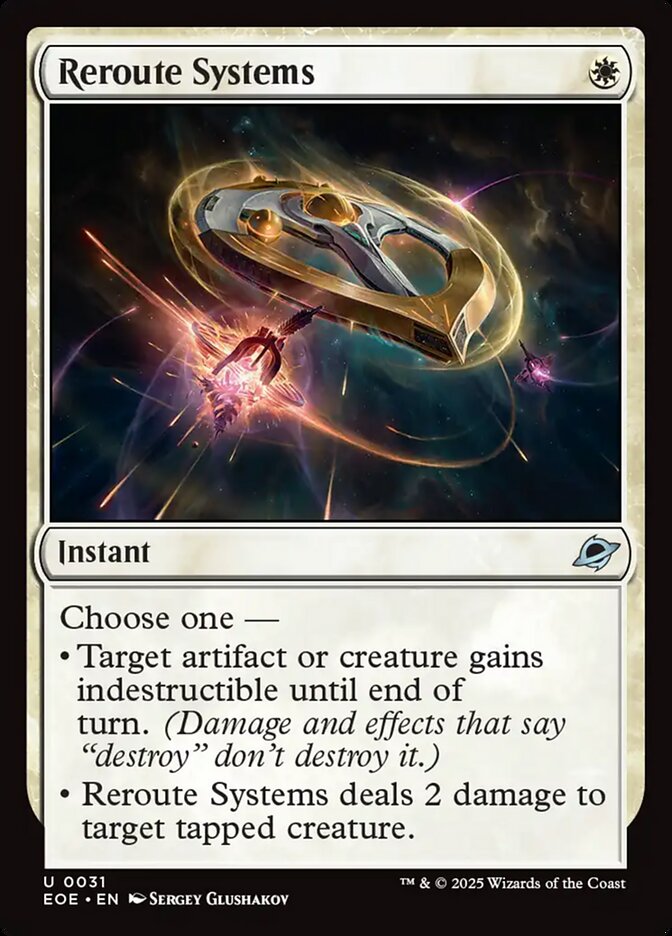 Reroute Systems
Instant
Choose one —
• Target artifact or creature gains
indestructible until end of
turn. (Damage and effects that say
“destroy” don’t destroy it.)
• Reroute Systems deals 2 damage to
target tapped creature.
U 0031
EOE • EN Sergey Glushakov
™ & © 2025 Wizards of the Coast